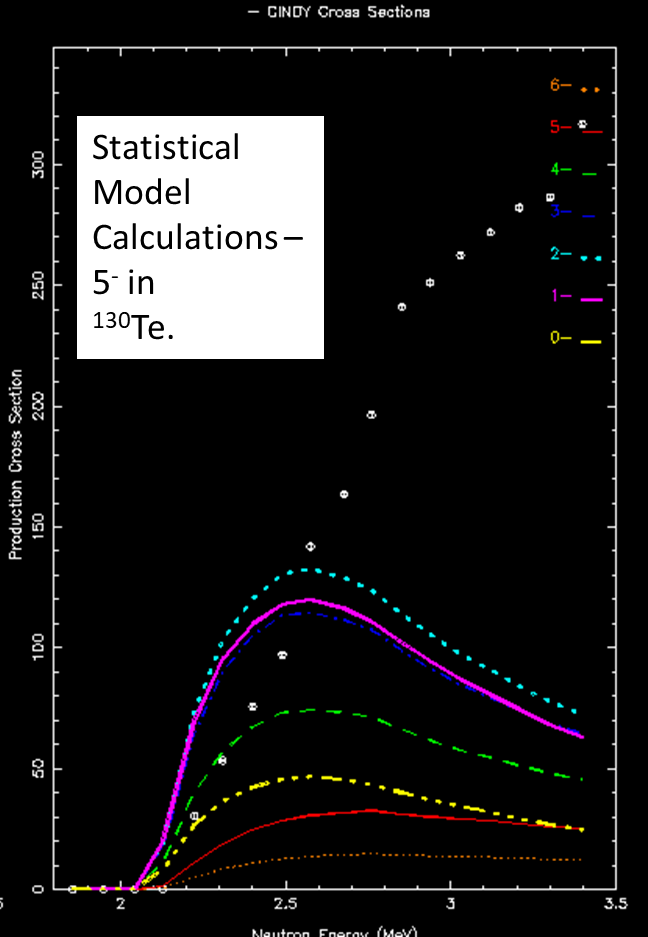 — CINDY Cross Sections
6—
5—
4—
3—
2—
1—
0—
Statistical
Model
Calculations –
5⁻ in
¹³⁰Te.
Production Cross Section
300
250
200
150
100
50
0
2
2.5
3
3.5
Neutron Energy (MeV)